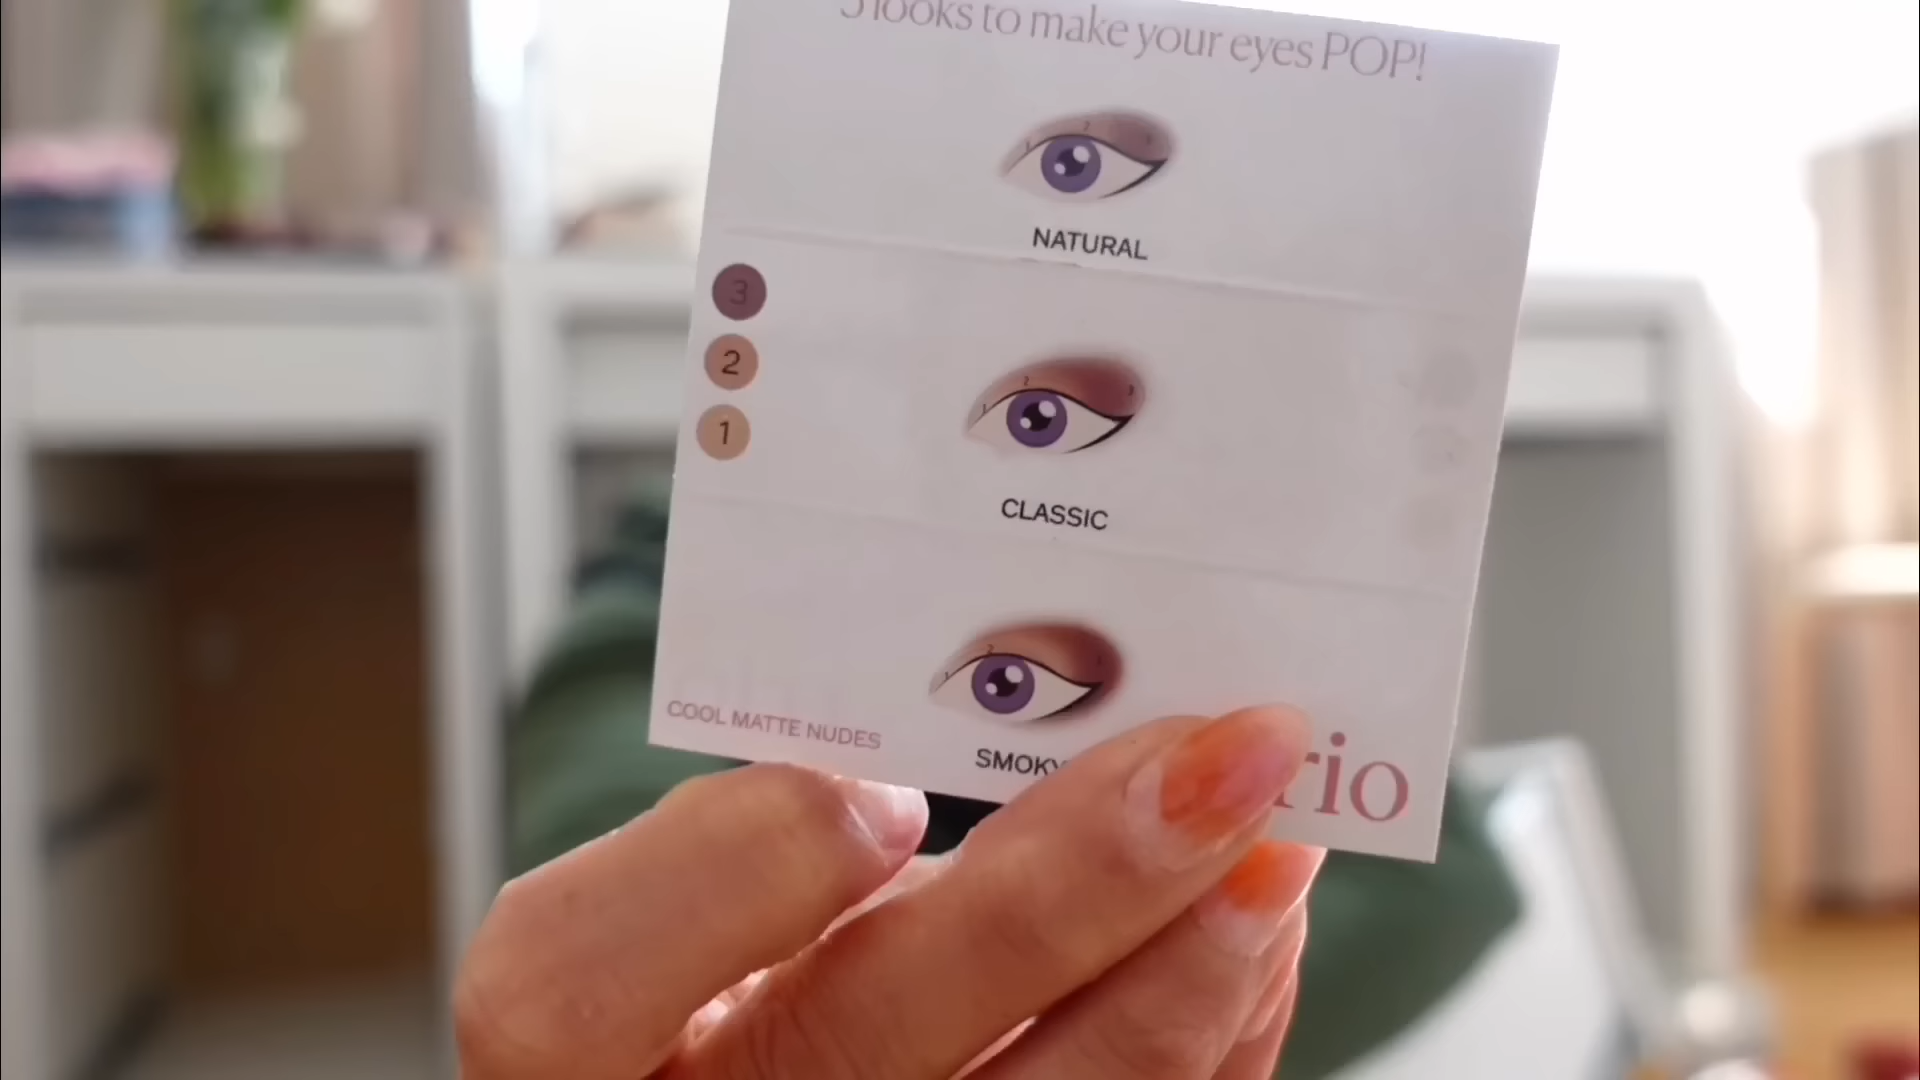 looks to make your eyes POP!
NATURAL
3
2
1
CLASSIC
COOL MATTE NUDES
SMOKY
rio